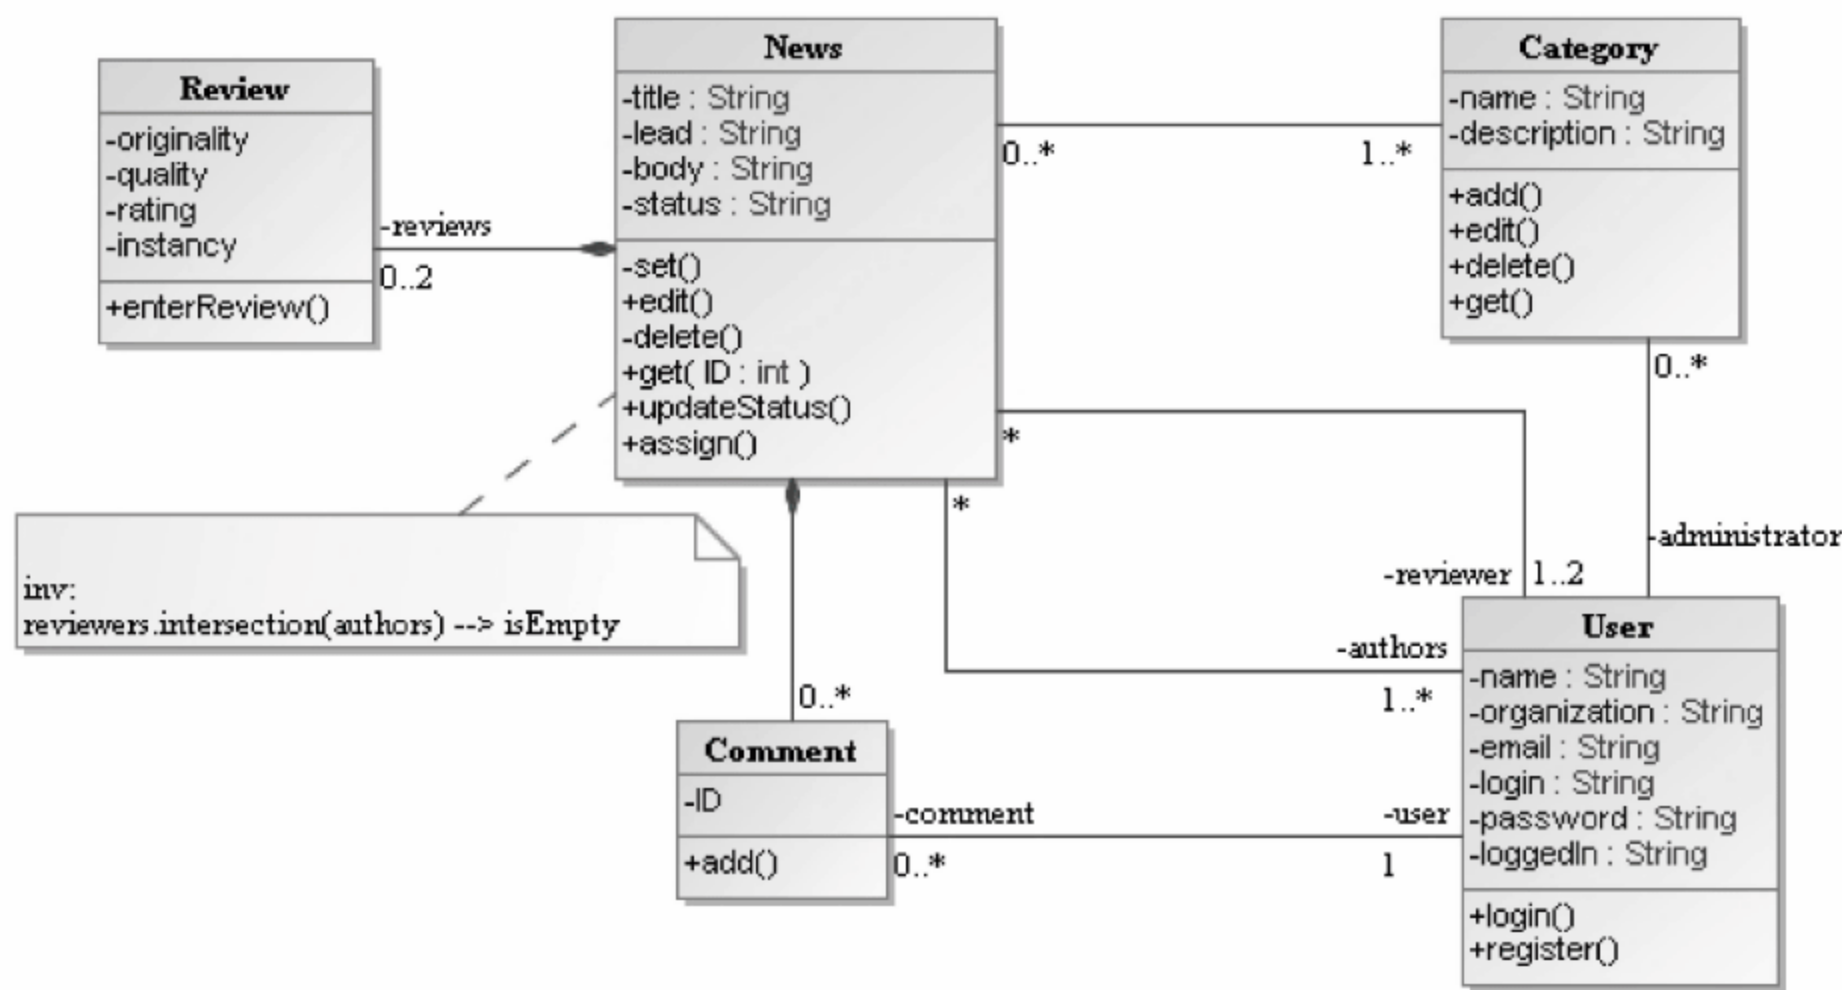 Review
-originality
-quality
-rating
-instancy
+enterReview()
-reviews
0..2
News
-title : String
-lead : String
-body : String
-status : String
-set()
+edit()
-delete()
+get( ID : int )
+updateStatus()
+assign()
0..*
1..*
Category
-name : String
-description : String
+add()
+edit()
+delete()
+get()
0..*
-administrator
*
-reviewer
1..2
*
-authors
1..*
inv:
reviewers.intersection(authors) --> isEmpty
0..*
Comment
-ID
+add()
-comment
0..*
-user
1
User
-name : String
-organization : String
-email : String
-login : String
-password : String
-loggedIn : String
+login()
+register()